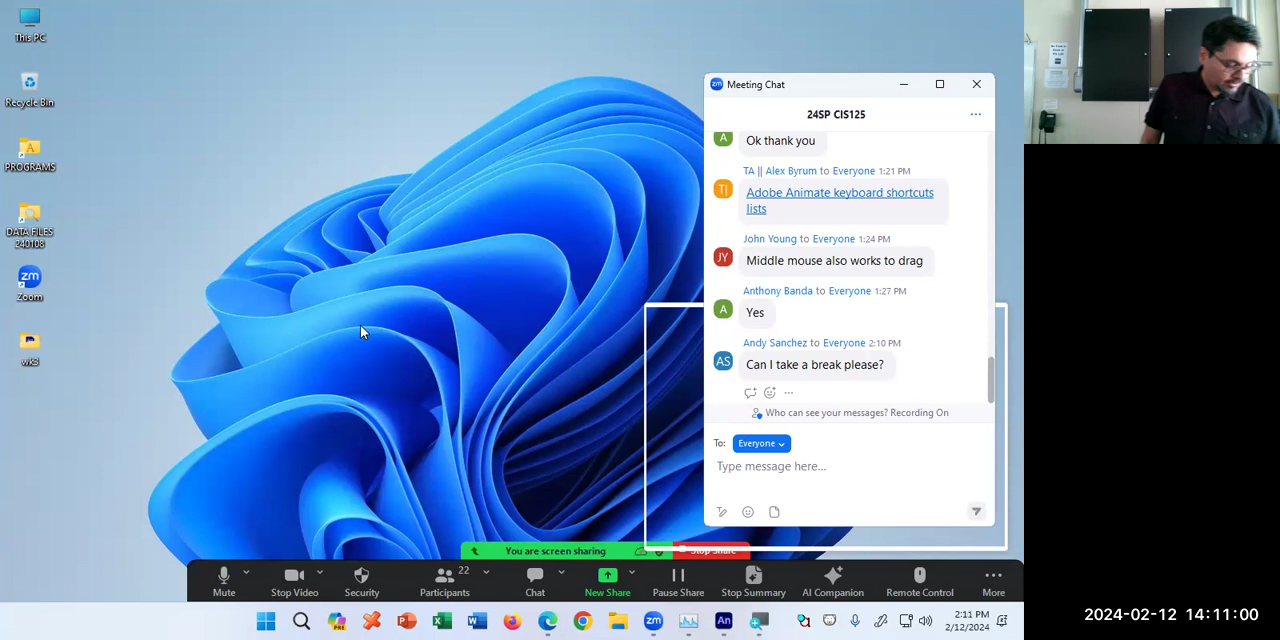 This PC
Recycle Bin
PROGRAMS
DATA FILES
240108
Zoom
wk3
zm Meeting Chat
24SP CIS125
A
Ok thank you
TA || Alex Byrum to Everyone 1:21 PM
T|
Adobe Animate keyboard shortcuts
lists
John Young to Everyone 1:24 PM
JY
Middle mouse also works to drag
Anthony Banda to Everyone 1:27 PM
A
Yes
Andy Sanchez to Everyone 2:10 PM
AS
Can I take a break please?
Who can see your messages? Recording On
To: Everyone
Type message here...
You are screen sharing
Stop Share
22
Mute
Stop Video
Security
Participants
Chat
New Share
Pause Share
Stop Summary
AI Companion
Remote Control
More
2:11 PM
2/12/2024
2024-02-12 14:11:00